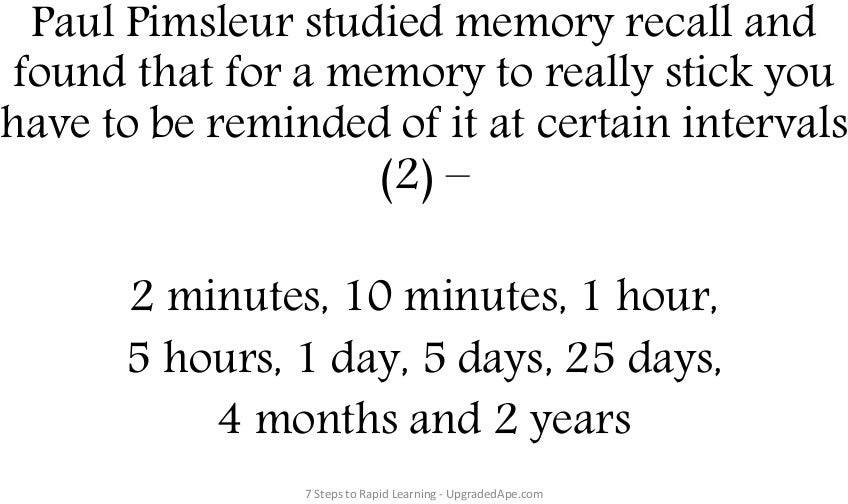 Paul Pimsleur studied memory recall and
found that for a memory to really stick you
have to be reminded of it at certain intervals
(2) –
2 minutes, 10 minutes, 1 hour,
5 hours, 1 day, 5 days, 25 days,
4 months and 2 years
7 Steps to Rapid Learning - UpgradedApe.com